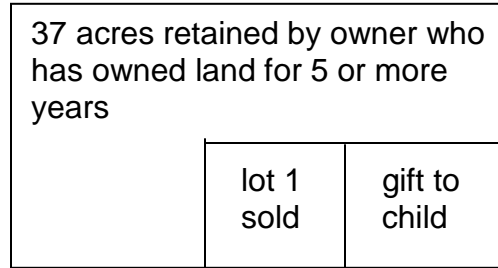 37 acres retained by owner who
has owned land for 5 or more
years
lot 1
sold
gift to
child